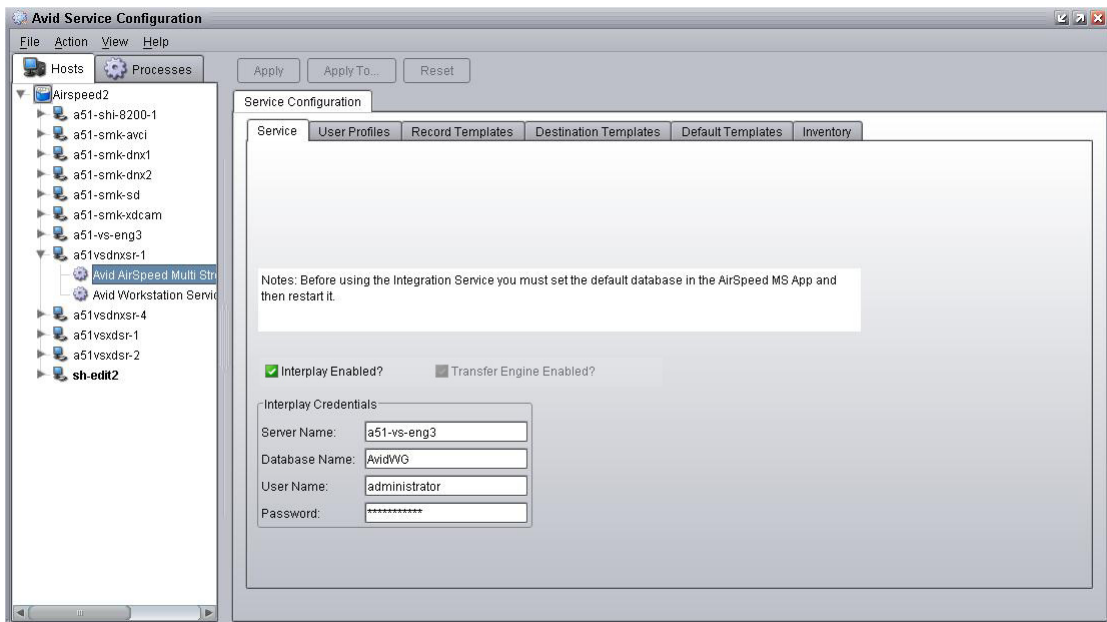 Avid Service Configuration
File Action View Help
Hosts Processes
Airspeed2
a51-shi-8200-1
a51-smk-avci
a51-smk-dnx1
a51-smk-dnx2
a51-smk-sd
a51-smk-xdcam
a51-vs-eng3
a51vsdnxsr-1
Avid AirSpeed Multi Stre
Avid Workstation Servic
a51vsdnxsr-4
a51vsxdsr-1
a51vsxdsr-2
sh-edit2
Apply Apply To... Reset
Service Configuration
Service User Profiles Record Templates Destination Templates Default Templates Inventory
Notes: Before using the Integration Service you must set the default database in the AirSpeed MS App and
then restart it.
Interplay Enabled? Transfer Engine Enabled?
Interplay Credentials
Server Name: a51-vs-eng3
Database Name: AvidWG
User Name: administrator
Password: ***********